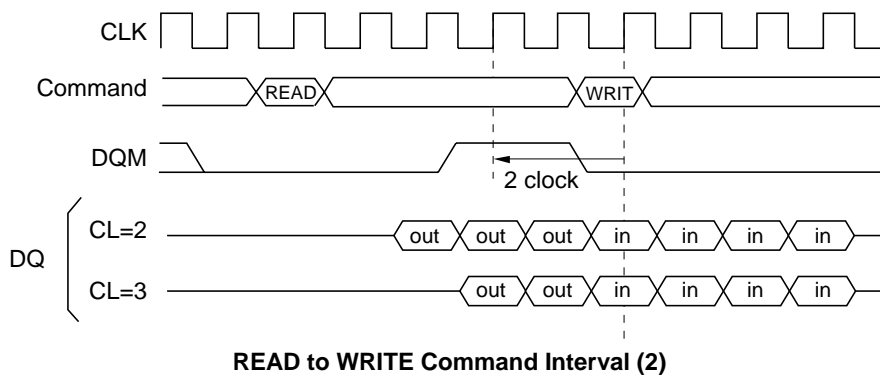 CLK
Command READ WRIT
DQM
2 clock
DQ
CL=2 out out out in in in in
CL=3 out out in in in in
READ to WRITE Command Interval (2)